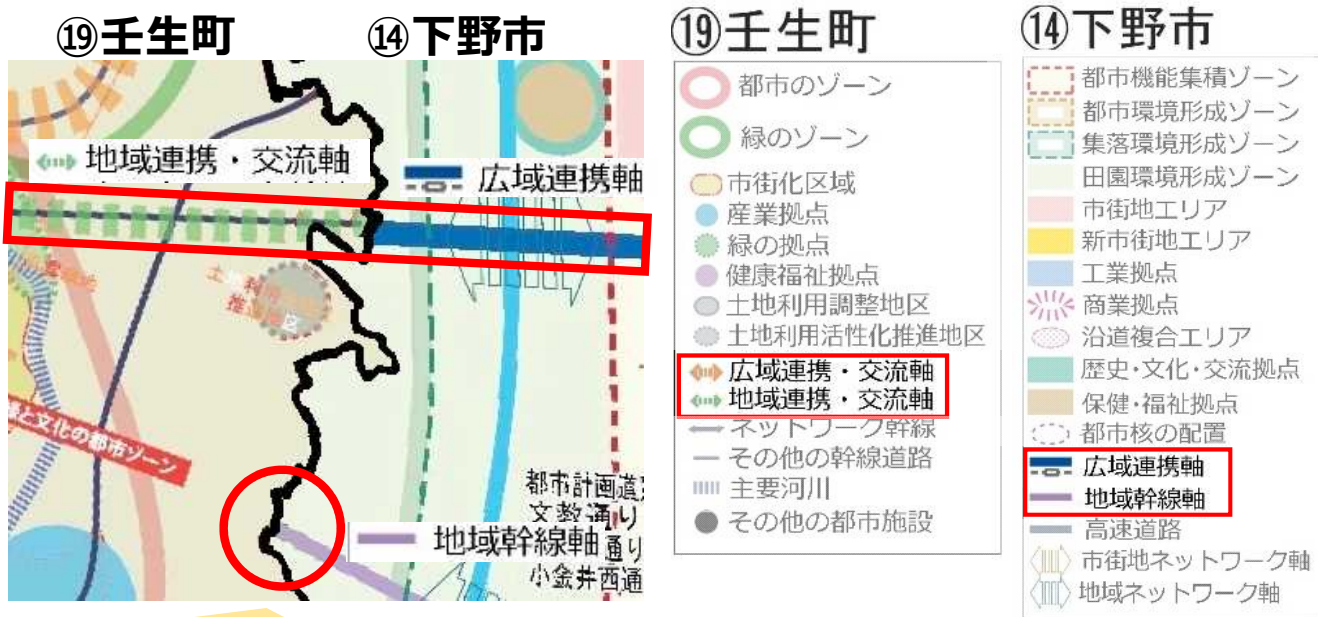 ⑲壬生町
⑭下野市
地域連携・交流軸
広域連携軸
と文化の都市ゾーン
都市計画道
文教通り
通り
地域幹線軸
小金井西通
⑲壬生町
都市のゾーン
緑のゾーン
市街化区域
産業拠点
緑の拠点
健康福祉拠点
土地利用調整地区
土地利用活性化推進地区
広域連携・交流軸
地域連携・交流軸
ネットワーク幹線
その他の幹線道路
主要河川
その他の都市施設
⑭下野市
都市機能集積ゾーン
都市環境形成ゾーン
集落環境形成ゾーン
田園環境形成ゾーン
市街地エリア
新市街地エリア
工業拠点
商業拠点
沿道複合エリア
歴史・文化・交流拠点
保健・福祉拠点
都市核の配置
広域連携軸
地域幹線軸
高速道路
市街地ネットワーク軸
地域ネットワーク軸